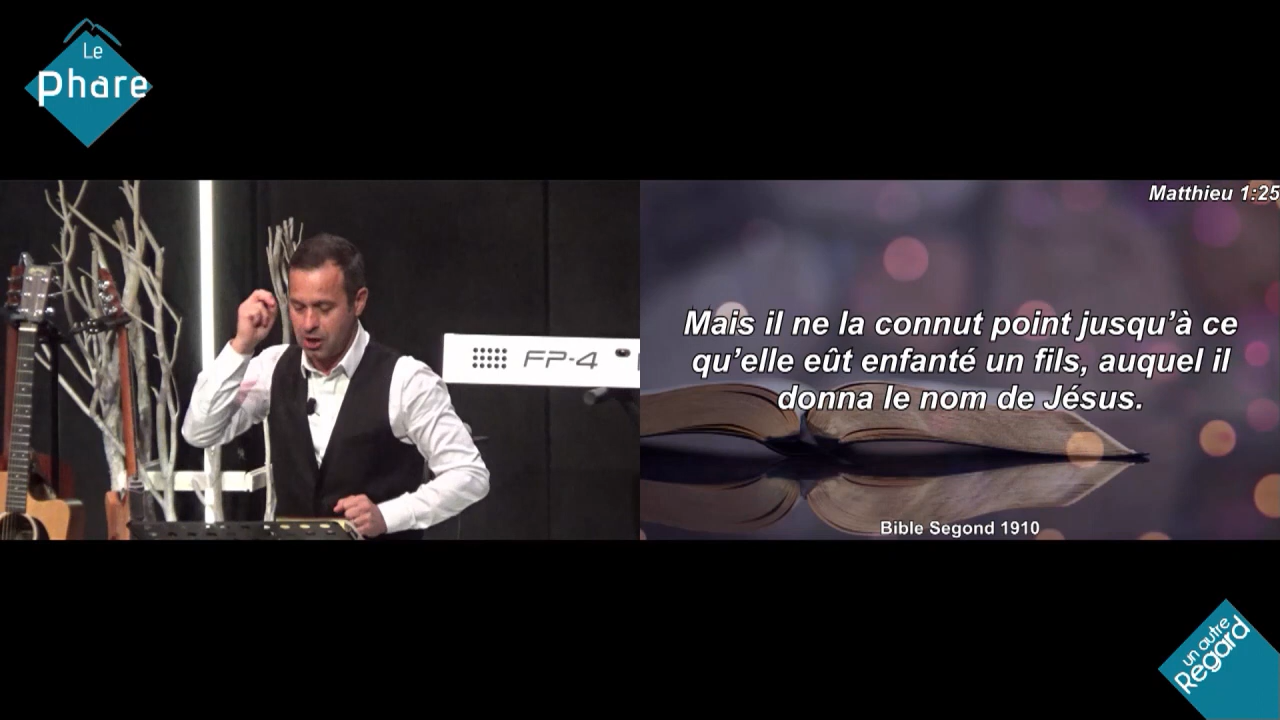 Le
Phare
Matthieu 1:25
FP-4
Mais il ne la connut point jusqu'à ce
qu'elle eût enfanté un fils, auquel il
donna le nom de Jésus.
Bible Segond 1910
un autre
Regard